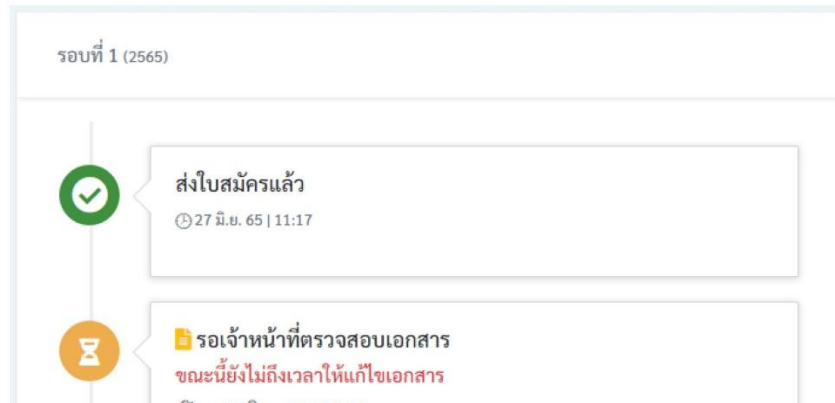 รอบที่ 1 (2565)
ส่งใบสมัครแล้ว
27 มิ.ย. 65 | 11:17
รอเจ้าหน้าที่ตรวจสอบเอกสาร
ขณะนี้ยังไม่ถึงเวลาให้แก้ไขเอกสาร